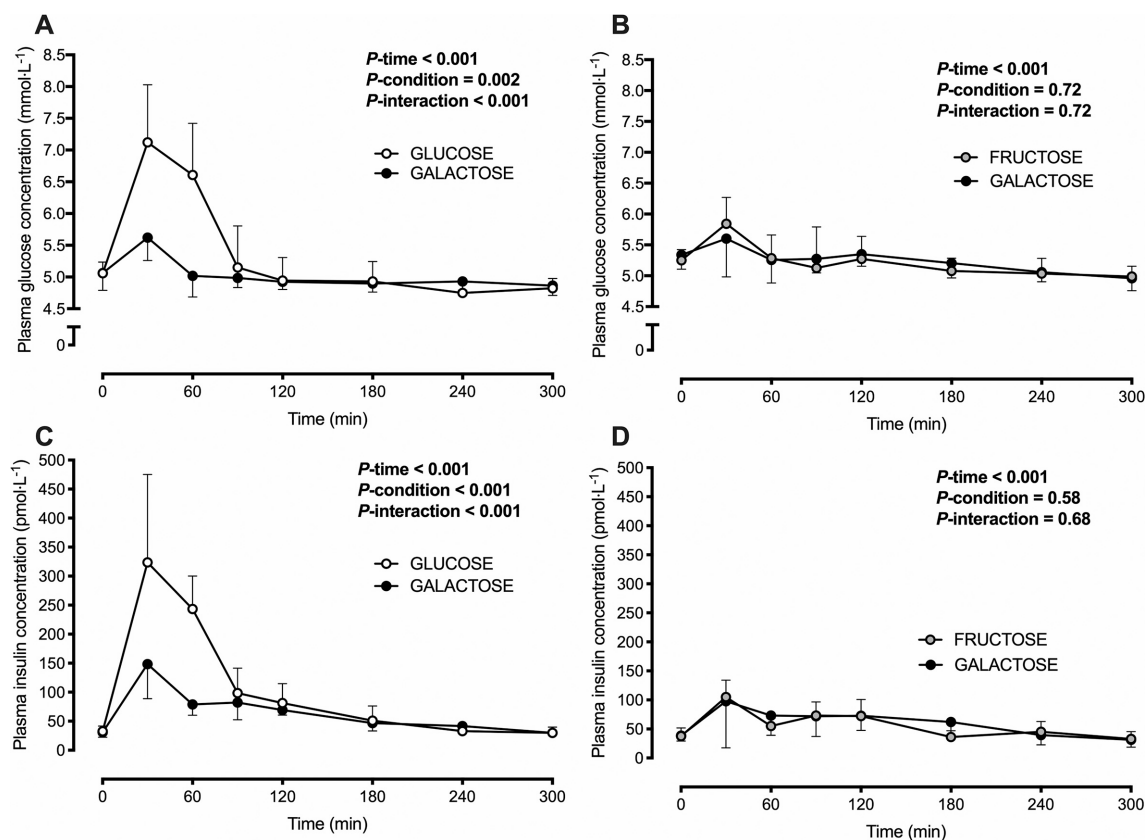 A
Plasma glucose concentration (mmol·L⁻¹)
8.5
8.0
7.5
7.0
6.5
6.0
5.5
5.0
4.5
0
P-time < 0.001
P-condition = 0.002
P-interaction < 0.001
GLUCOSE
GALACTOSE
0 60 120 180 240 300
Time (min)
B
Plasma glucose concentration (mmol·L⁻¹)
8.5
8.0
7.5
7.0
6.5
6.0
5.5
5.0
4.5
0
P-time < 0.001
P-condition = 0.72
P-interaction = 0.72
FRUCTOSE
GALACTOSE
0 60 120 180 240 300
Time (min)
C
Plasma insulin concentration (pmol·L⁻¹)
500
450
400
350
300
250
200
150
100
50
0
P-time < 0.001
P-condition < 0.001
P-interaction < 0.001
GLUCOSE
GALACTOSE
0 60 120 180 240 300
Time (min)
D
Plasma insulin concentration (pmol·L⁻¹)
500
450
400
350
300
250
200
150
100
50
0
P-time < 0.001
P-condition = 0.58
P-interaction = 0.68
FRUCTOSE
GALACTOSE
0 60 120 180 240 300
Time (min)